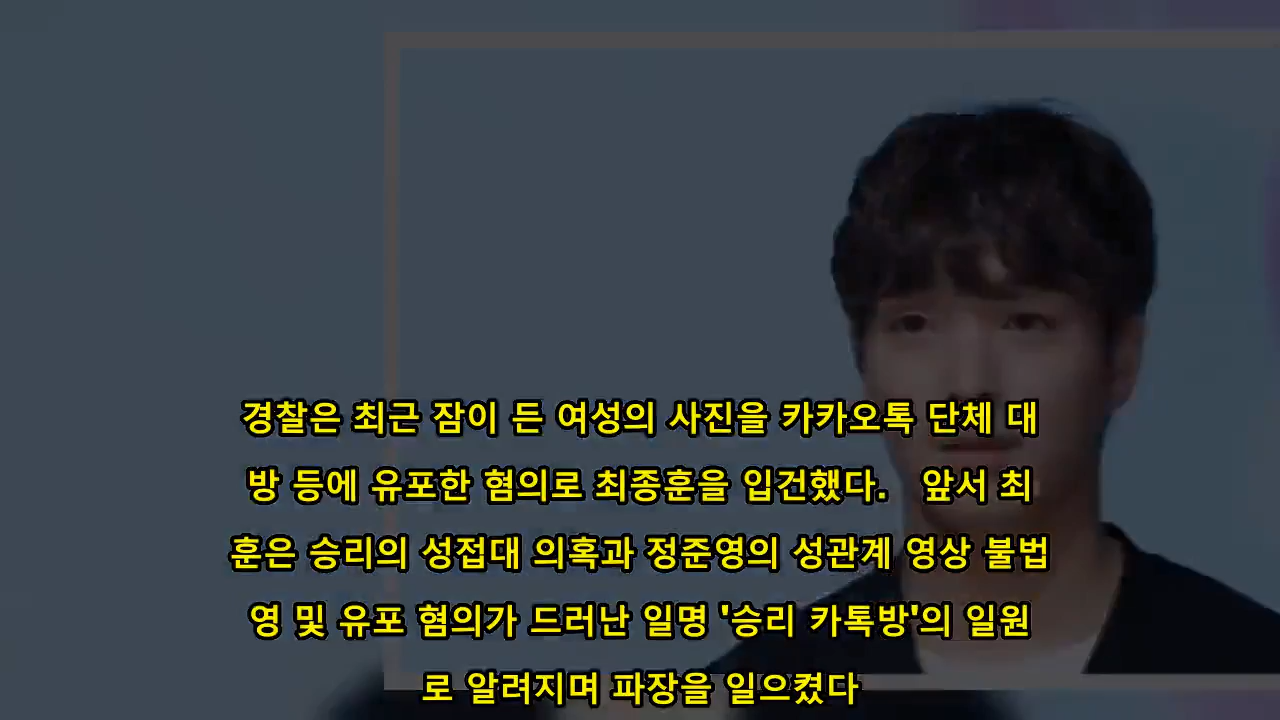 경찰은 최근 잠이 든 여성의 사진을 카카오톡 단체 대
방 등에 유포한 혐의로 최종훈을 입건했다. 앞서 최
훈은 승리의 성접대 의혹과 정준영의 성관계 영상 불법
영 및 유포 혐의가 드러난 일명 '승리 카톡방'의 일원
로 알려지며 파장을 일으켰다